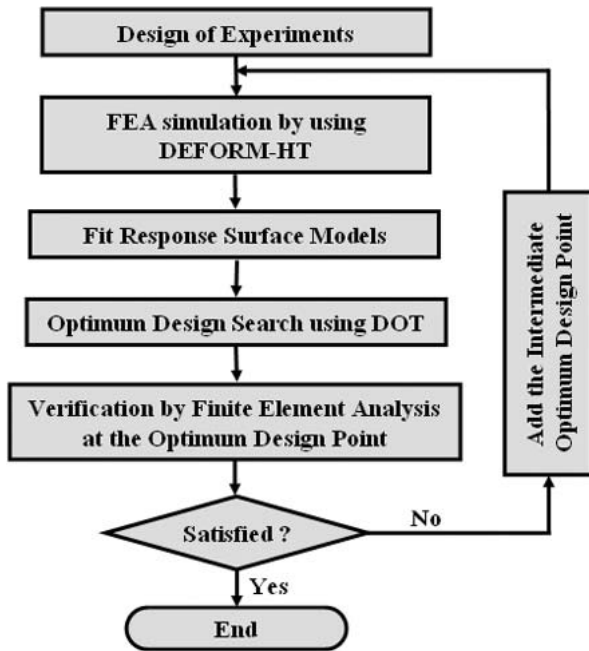 Design of Experiments
FEA simulation by using
DEFORM-HT
Fit Response Surface Models
Optimum Design Search using DOT
Verification by Finite Element Analysis
at the Optimum Design Point
Satisfied ?
No
Yes
End
Add the Intermediate
Optimum Design Point